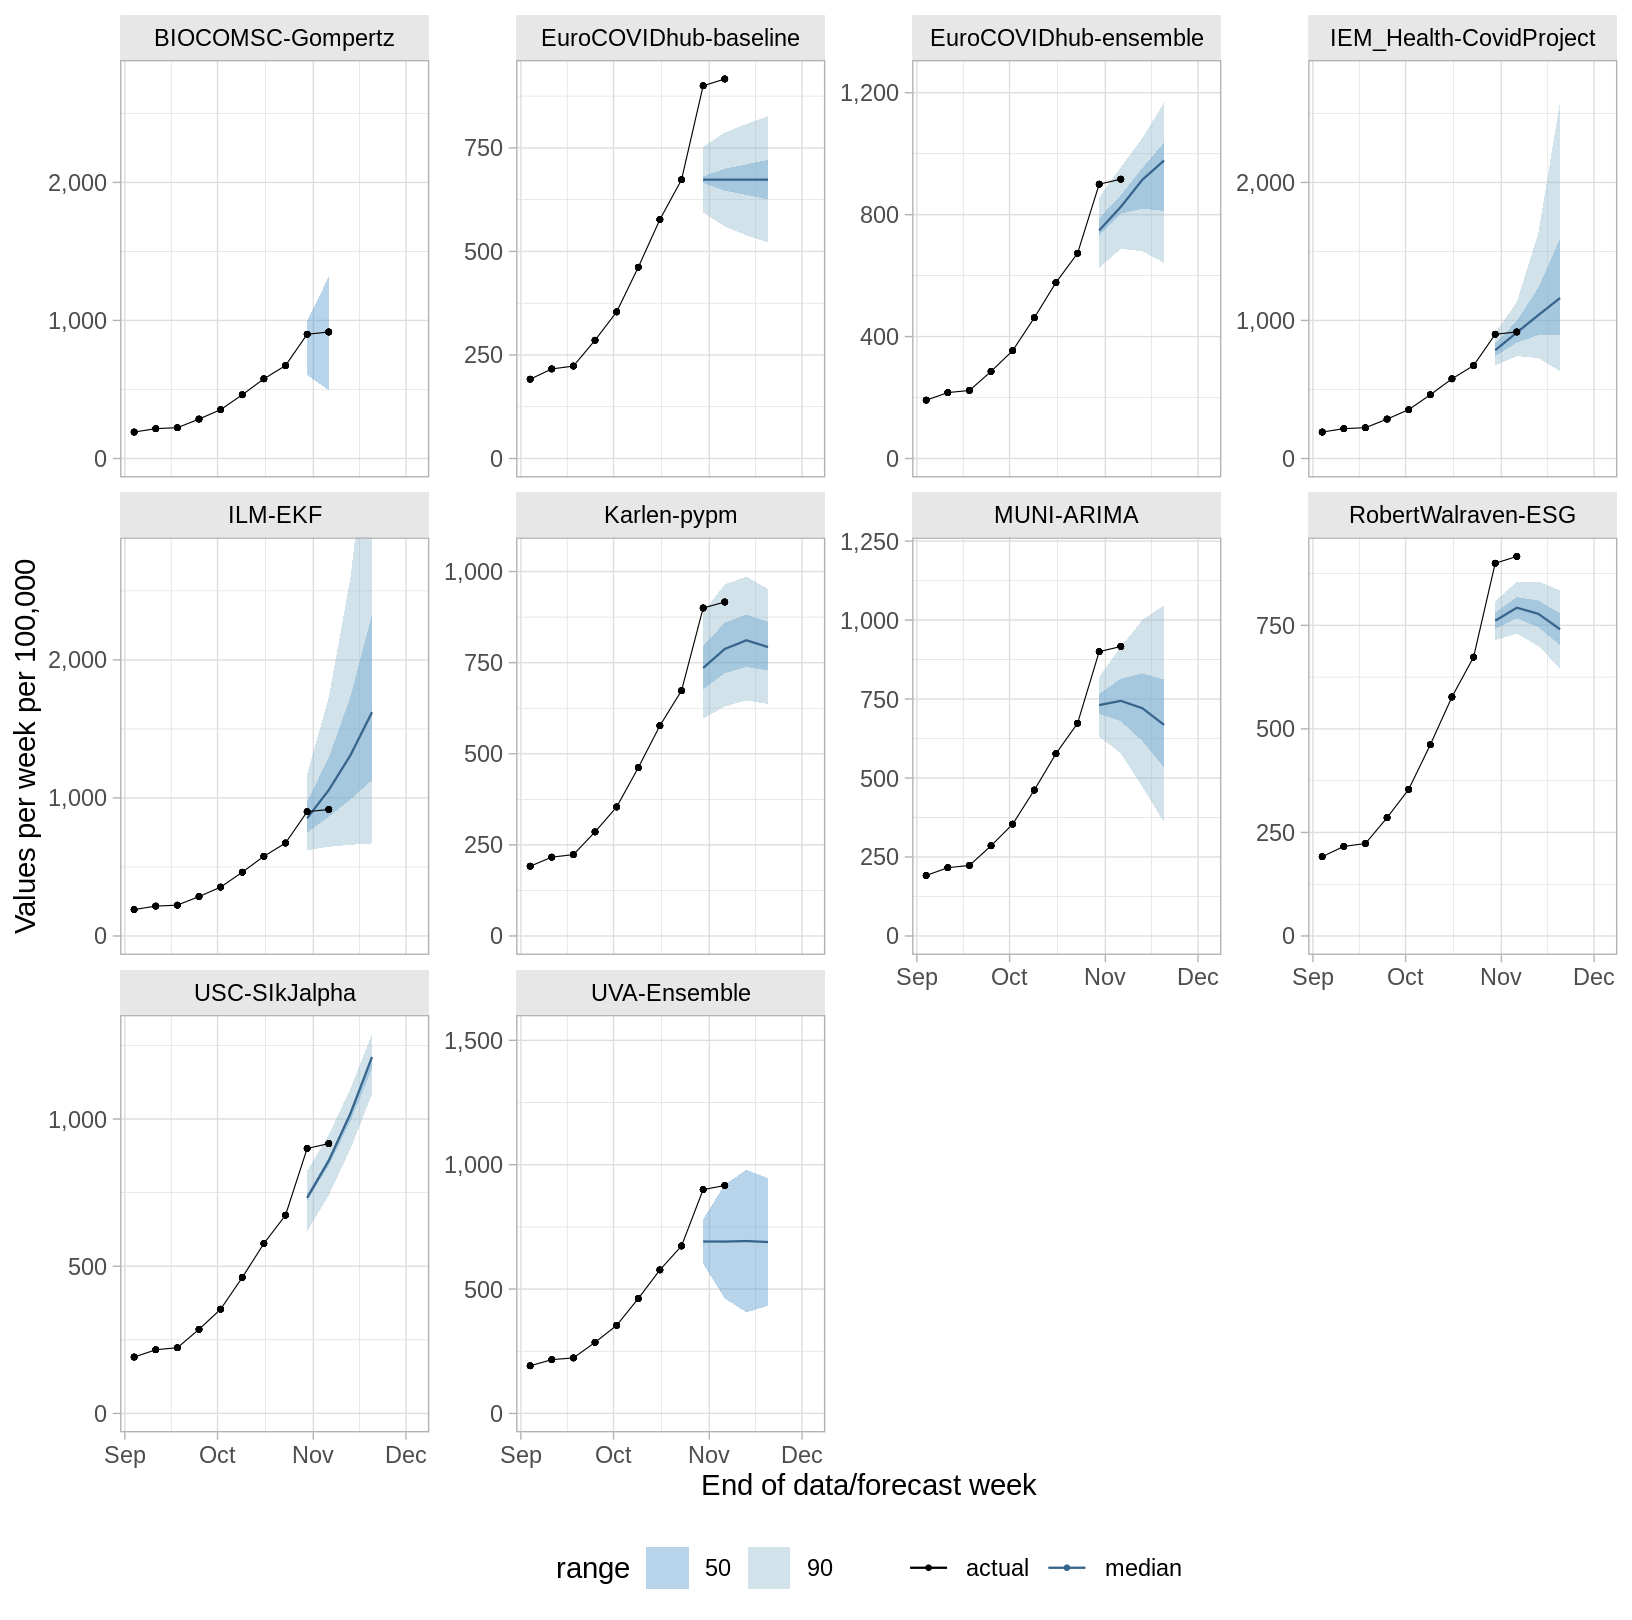 BIOCOMSC-Gompertz
EuroCOVIDhub-baseline
EuroCOVIDhub-ensemble
IEM_Health-CovidProject
2,000
1,000
0
750
500
250
0
1,200
800
400
0
2,000
1,000
0
ILM-EKF
Karlen-pypm
MUNI-ARIMA
RobertWalraven-ESG
Values per week per 100,000
2,000
1,000
0
1,000
750
500
250
0
1,250
1,000
750
500
250
0
750
500
250
0
Sep Oct Nov Dec
Sep Oct Nov Dec
USC-SIkJalpha
UVA-Ensemble
1,000
500
0
1,500
1,000
500
0
Sep Oct Nov Dec
Sep Oct Nov Dec
End of data/forecast week
range 50 90 actual median